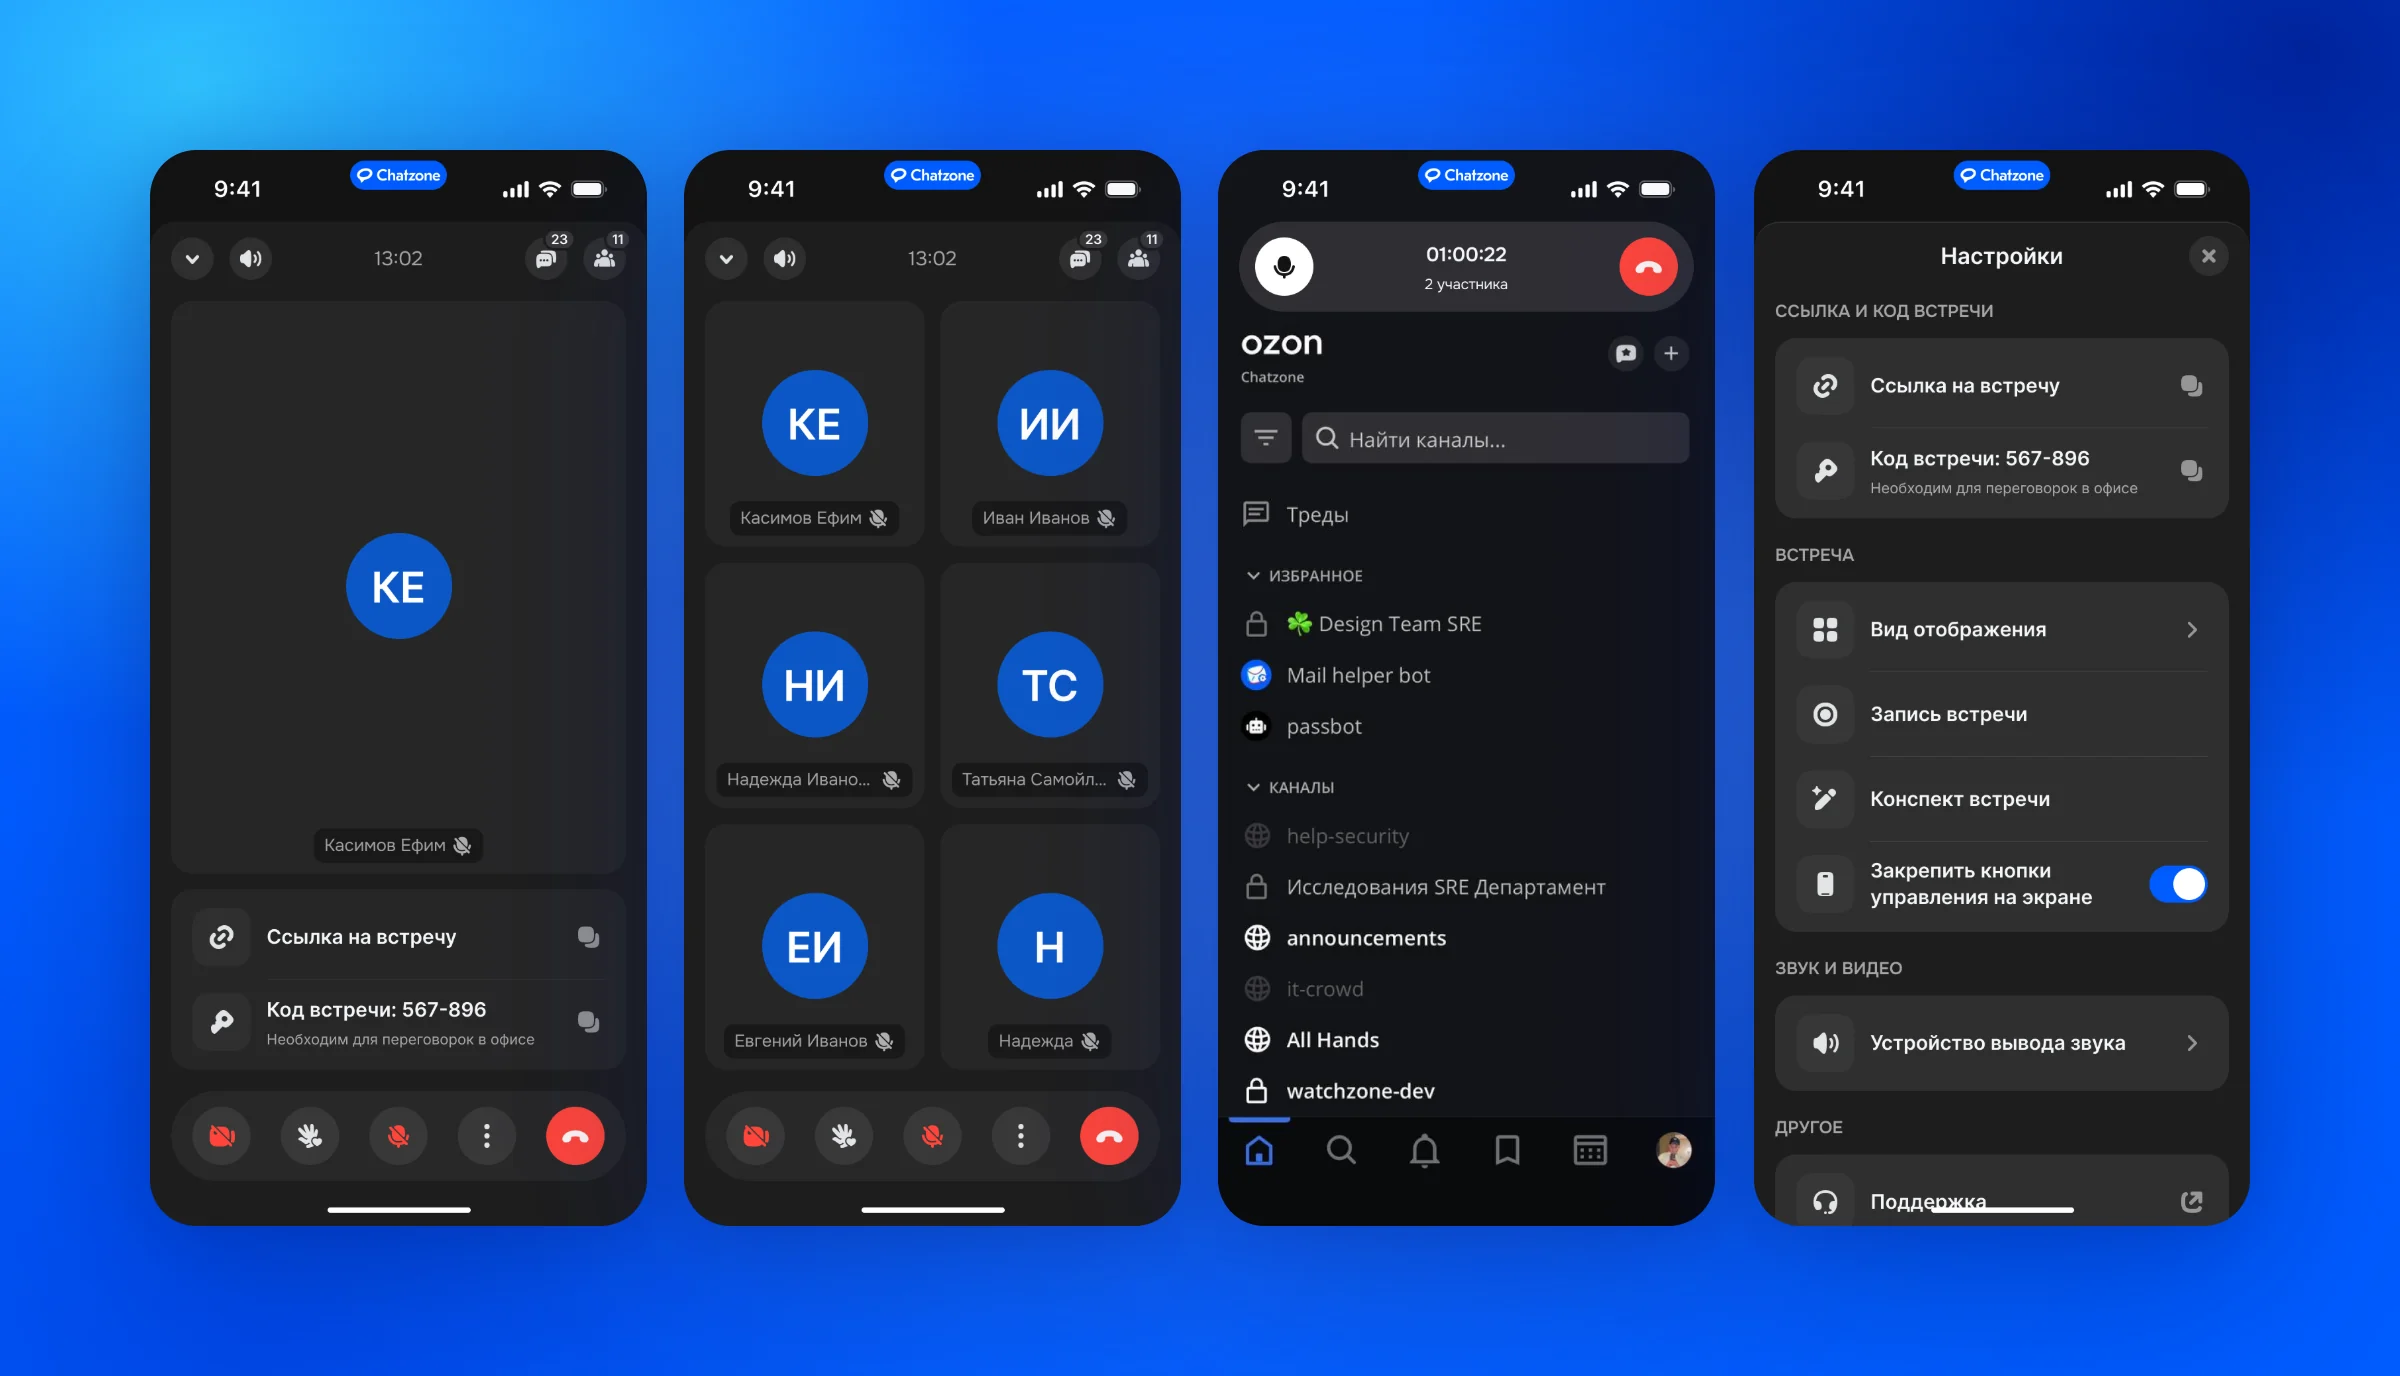 9:41
Chatzone
13:02
23
11
КЕ
Касимов Ефим
Ссылка на встречу
Код встречи: 567-896
Необходим для переговорок в офисе
9:41
Chatzone
13:02
23
11
КЕ
Касимов Ефим
ИИ
Иван Иванов
НИ
Надежда Ивано...
ТС
Татьяна Самойл...
ЕИ
Евгений Иванов
Н
Надежда
9:41
Chatzone
01:00:22
2 участника
ozon
Chatzone
Найти каналы...
Треды
ИЗБРАННОЕ
Design Team SRE
Mail helper bot
passbot
КАНАЛЫ
help-security
Исследования SRE Департамент
announcements
it-crowd
All Hands
watchzone-dev
9:41
Chatzone
Настройки
ССЫЛКА И КОД ВСТРЕЧИ
Ссылка на встречу
Код встречи: 567-896
Необходим для переговорок в офисе
ВСТРЕЧА
Вид отображения
Запись встречи
Конспект встречи
Закрепить кнопки
управления на экране
ЗВУК И ВИДЕО
Устройство вывода звука
ДРУГОЕ
Поддержка